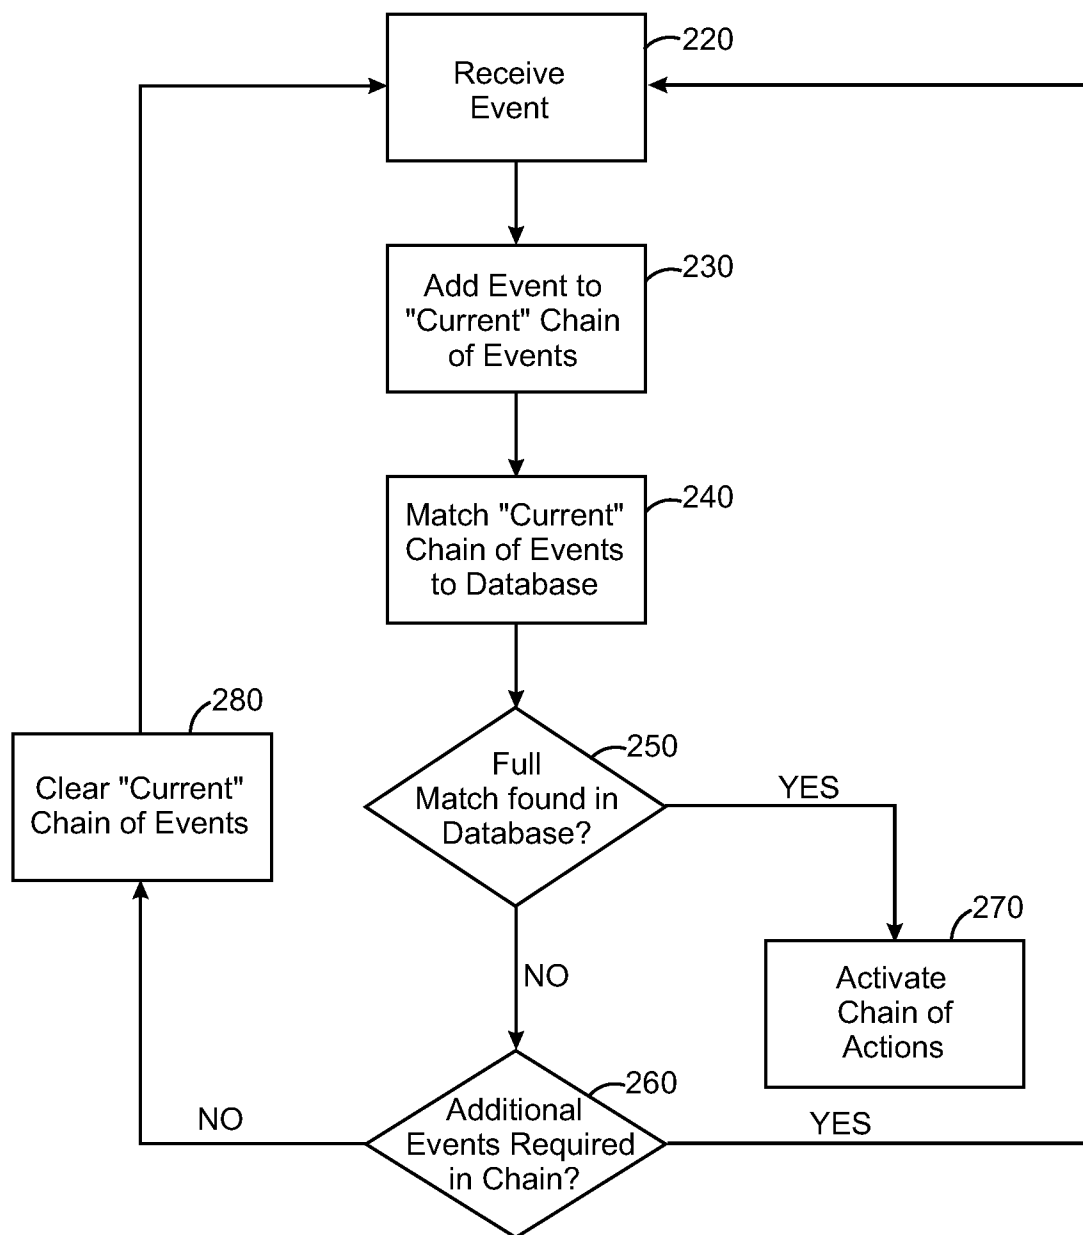 220
Receive
Event
230
Add Event to
"Current" Chain
of Events
240
Match "Current"
Chain of Events
to Database
280
Clear "Current"
Chain of Events
250
Full
Match found in
Database?
YES
270
Activate
Chain of
Actions
NO
260
Additional
Events Required
in Chain?
NO
YES